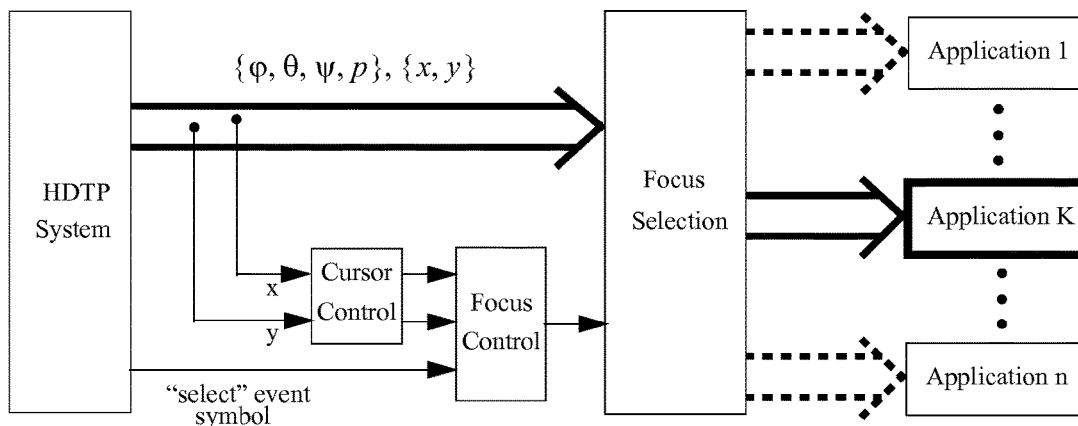 {φ, θ, ψ, p}, {x, y}
HDTP
System
x
y
Cursor
Control
Focus
Control
"select" event
symbol
Focus
Selection
Application 1
Application K
Application n